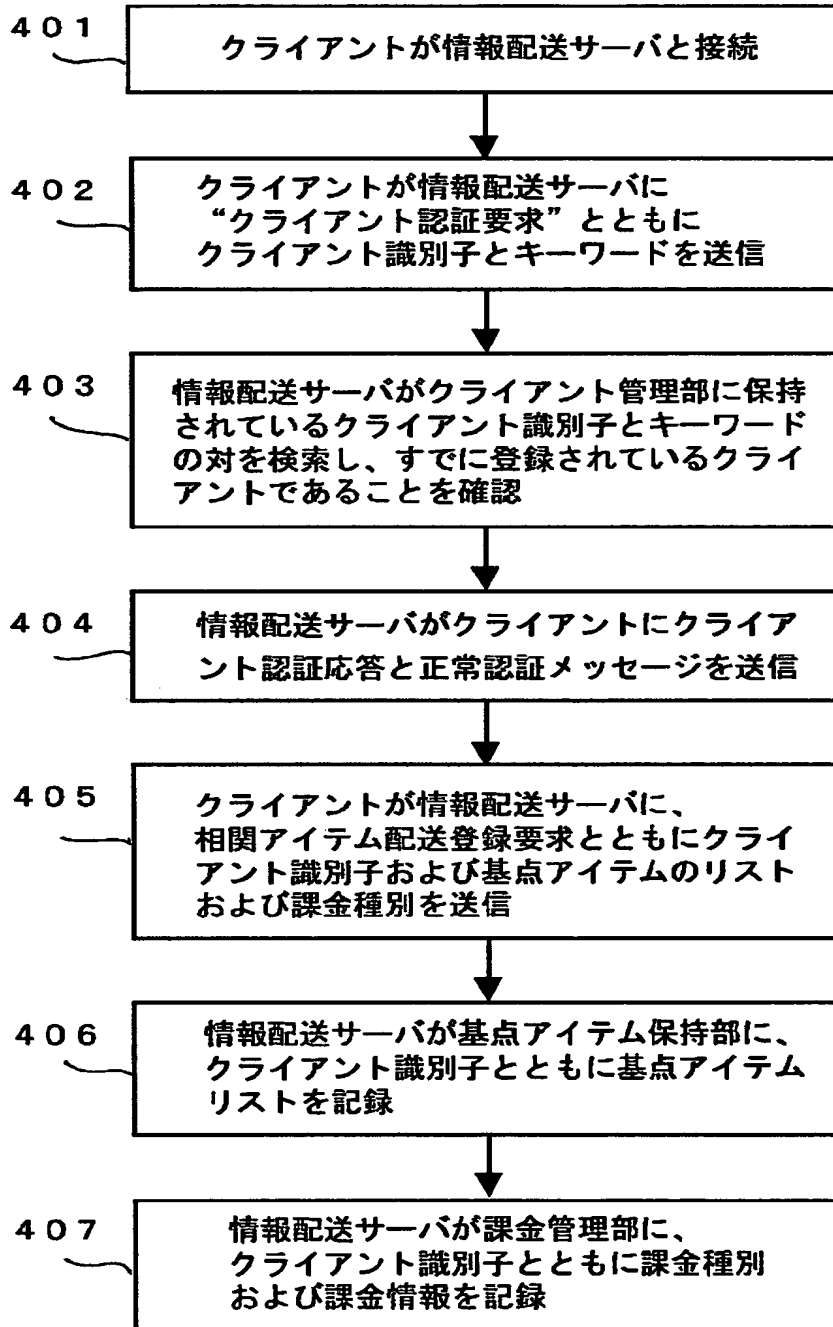 401
クライアントが情報配送サーバと接続
402
クライアントが情報配送サーバに
“クライアント認証要求”とともに
クライアント識別子とキーワードを送信
403
情報配送サーバがクライアント管理部に保持
されているクライアント識別子とキーワード
の対を検索し、すでに登録されているクライ
アントであることを確認
404
情報配送サーバがクライアントにクライア
ント認証応答と正常認証メッセージを送信
405
クライアントが情報配送サーバに、
相関アイテム配送登録要求とともにクライ
アント識別子および基点アイテムのリスト
および課金種別を送信
406
情報配送サーバが基点アイテム保持部に、
クライアント識別子とともに基点アイテム
リストを記録
407
情報配送サーバが課金管理部に、
クライアント識別子とともに課金種別
および課金情報を記録